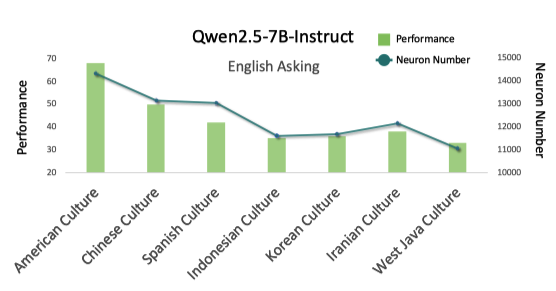 Qwen2.5-7B-Instruct
English Asking
Performance
Neuron Number
Performance
70
60
50
40
30
20
15000
14000
13000
12000
11000
10000
Neuron Number
American Culture
Chinese Culture
Spanish Culture
Indonesian Culture
Korean Culture
Iranian Culture
West Java Culture